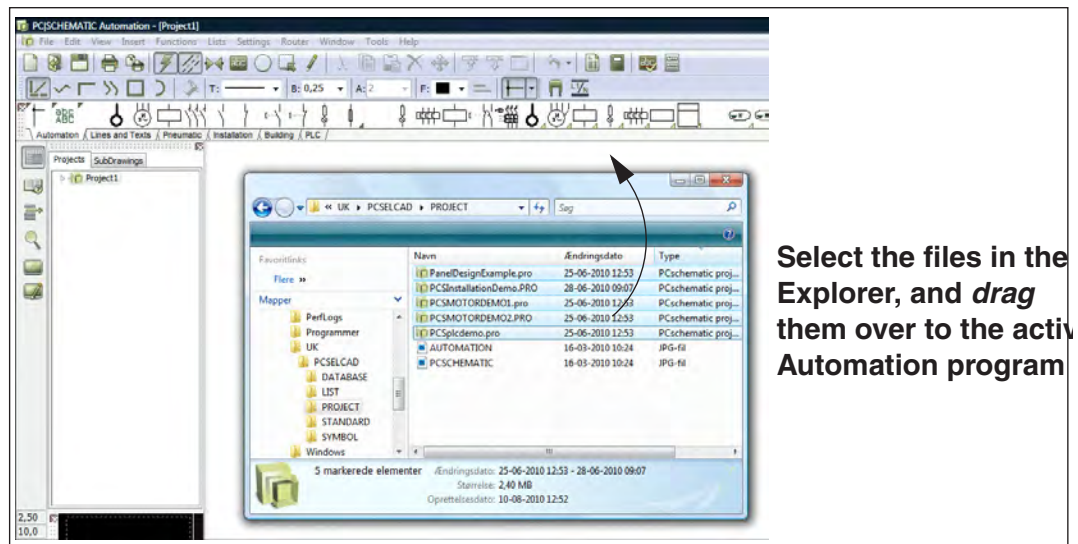 PC|SCHEMATIC Automation - [Project1]
File Edit View Insert Functions Lists Settings Router Window Tools Help
T: B: 0,25 A: 2 F:
abc
ABC
Automation / Lines and Texts / Pneumatic / Installation / Building / PLC /
Projects SubDrawings
Project1
« UK ▸ PCSELCAD ▸ PROJECT Søg
Favoritlinks
Flere »
Mapper
PerfLogs
Programmer
UK
PCSELCAD
DATABASE
LIST
PROJECT
STANDARD
SYMBOL
Windows
Navn Ændringsdato Type
PanelDesignExample.pro 25-06-2010 12:53 PCschematic proj...
PCSInstallationDemo.PRO 28-06-2010 09:07 PCschematic proj...
PCSMOTORDEMO1.pro 25-06-2010 12:53 PCschematic proj...
PCSMOTORDEMO2.PRO 25-06-2010 12:53 PCschematic proj...
PCSplcdemo.pro 25-06-2010 12:53 PCschematic proj...
AUTOMATION 16-03-2010 10:24 JPG-fil
PCSCHEMATIC 16-03-2010 10:24 JPG-fil
5 markerede elementer Ændringsdato: 25-06-2010 12:53 - 28-06-2010 09:07
Størrelse: 2,40 MB
Oprettelsesdato: 10-08-2010 12:52
2,50
10,0
Select the files in the
Explorer, and drag
them over to the activ
Automation program